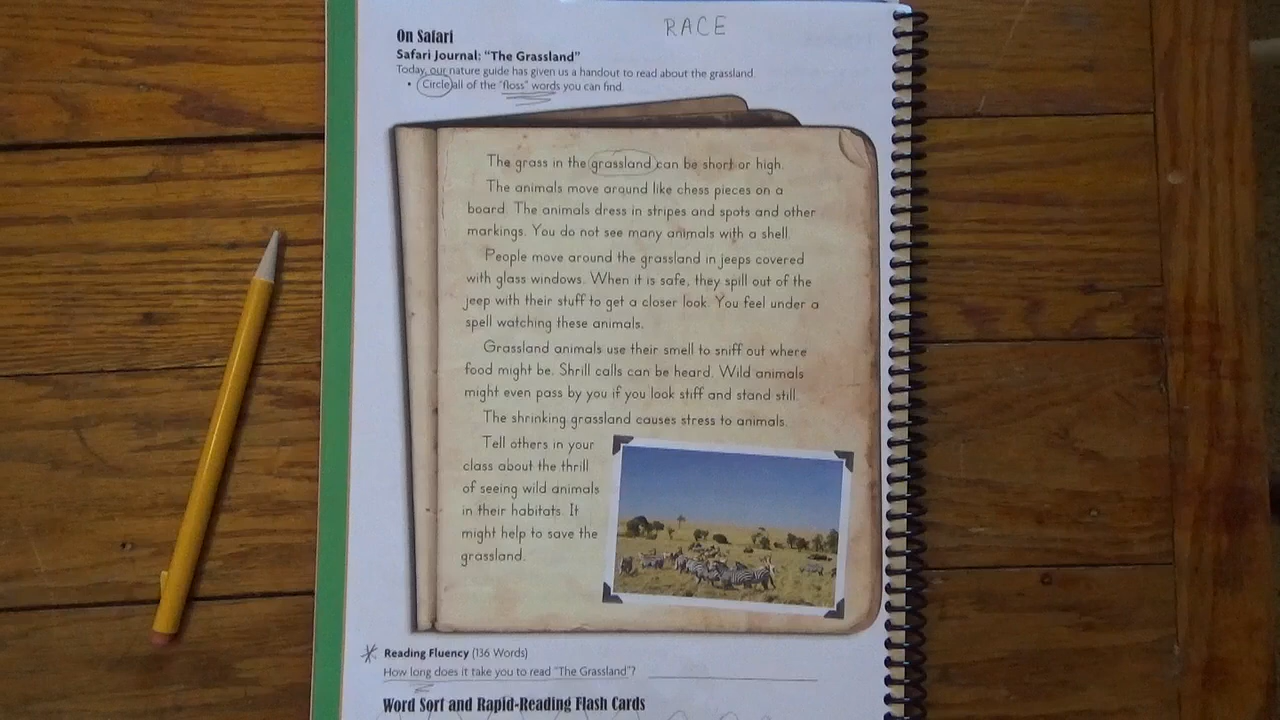 RACE
On Safari
Safari Journal: "The Grassland"
Today, our nature guide has given us a handout to read about the grassland.
• Circle all of the "floss" words you can find.
The grass in the grassland can be short or high.
The animals move around like chess pieces on a
board. The animals dress in stripes and spots and other
markings. You do not see many animals with a shell.
People move around the grassland in jeeps covered
with glass windows. When it is safe, they spill out of the
jeep with their stuff to get a closer look. You feel under a
spell watching these animals.
Grassland animals use their smell to sniff out where
food might be. Shrill calls can be heard. Wild animals
might even pass by you if you look stiff and stand still.
The shrinking grassland causes stress to animals.
Tell others in your
class about the thrill
of seeing wild animals
in their habitats. It
might help to save the
grassland.
Reading Fluency (136 Words)
How long does it take you to read "The Grassland"?
Word Sort and Rapid-Reading Flash Cards